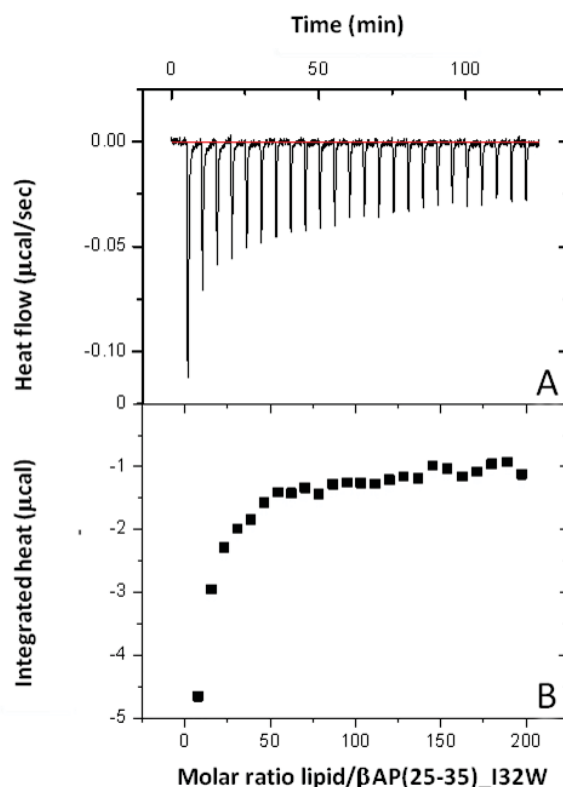 Time (min)
0 50 100
Heat flow (µcal/sec)
0.00
-0.05
-0.10
A
Integrated heat (µcal)
0
-1
-2
-3
-4
-5
-
B
0 50 100 150 200
Molar ratio lipid/βAP(25-35)_I32W